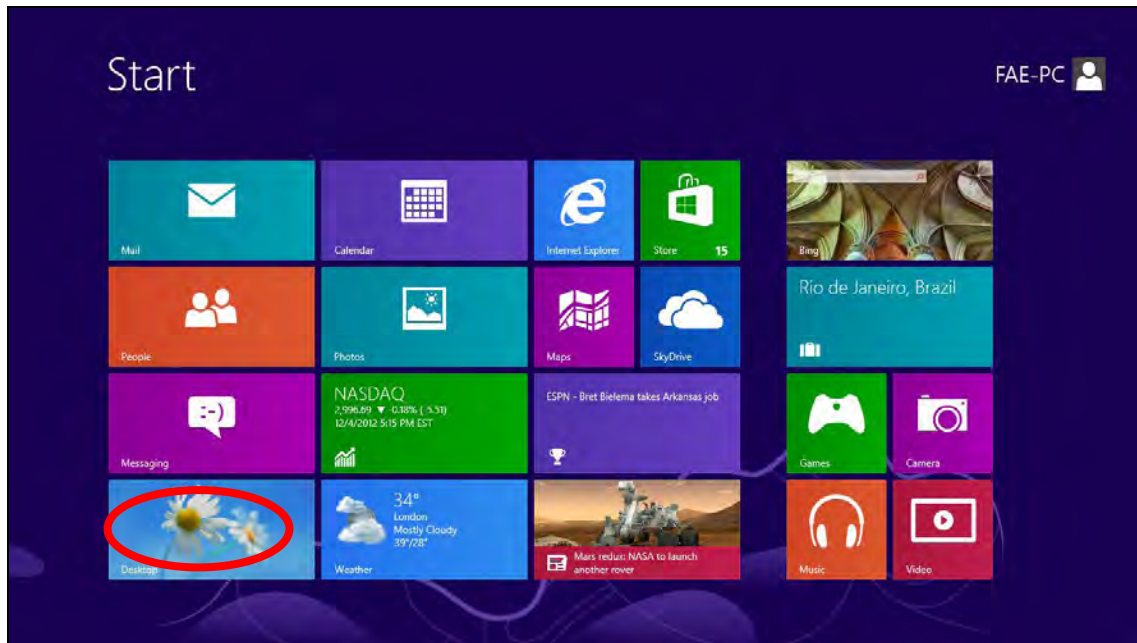 Start
FAE-PC
Mail
Calendar
Internet Explorer
Store 15
Bing
People
Photos
Maps
SkyDrive
Rio de Janeiro, Brazil
Messaging
NASDAQ
2,996.69 ▼ -0.18% (-5.51)
12/4/2012 5:15 PM EST
ESPN - Bret Bielema takes Arkansas job
Games
Camera
Desktop
34°
London
Mostly Cloudy
39°/28°
Weather
Mars redux: NASA to launch
another rover
Music
Video